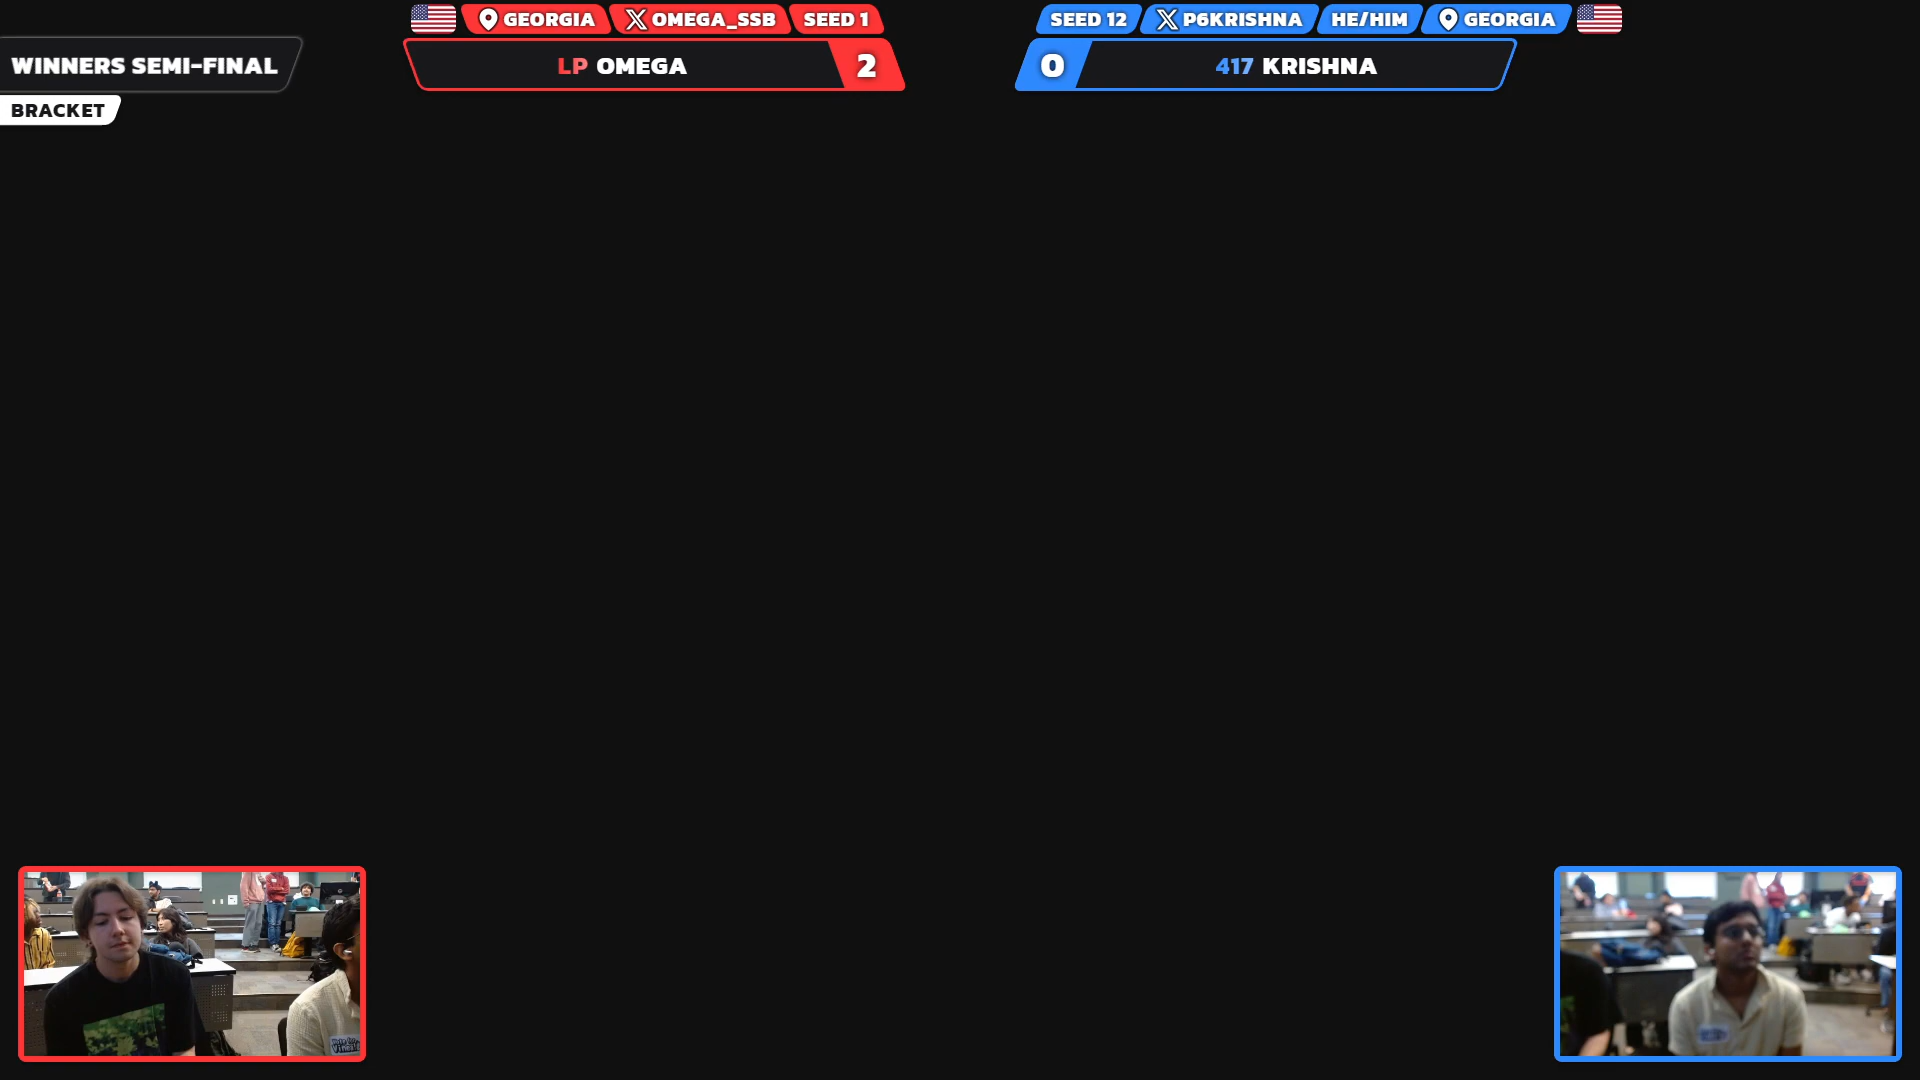 GEORGIA OMEGA_SSB SEED 1
SEED 12 P6KRISHNA HE/HIM GEORGIA
WINNERS SEMI-FINAL
LP OMEGA 2
0 417 KRISHNA
BRACKET